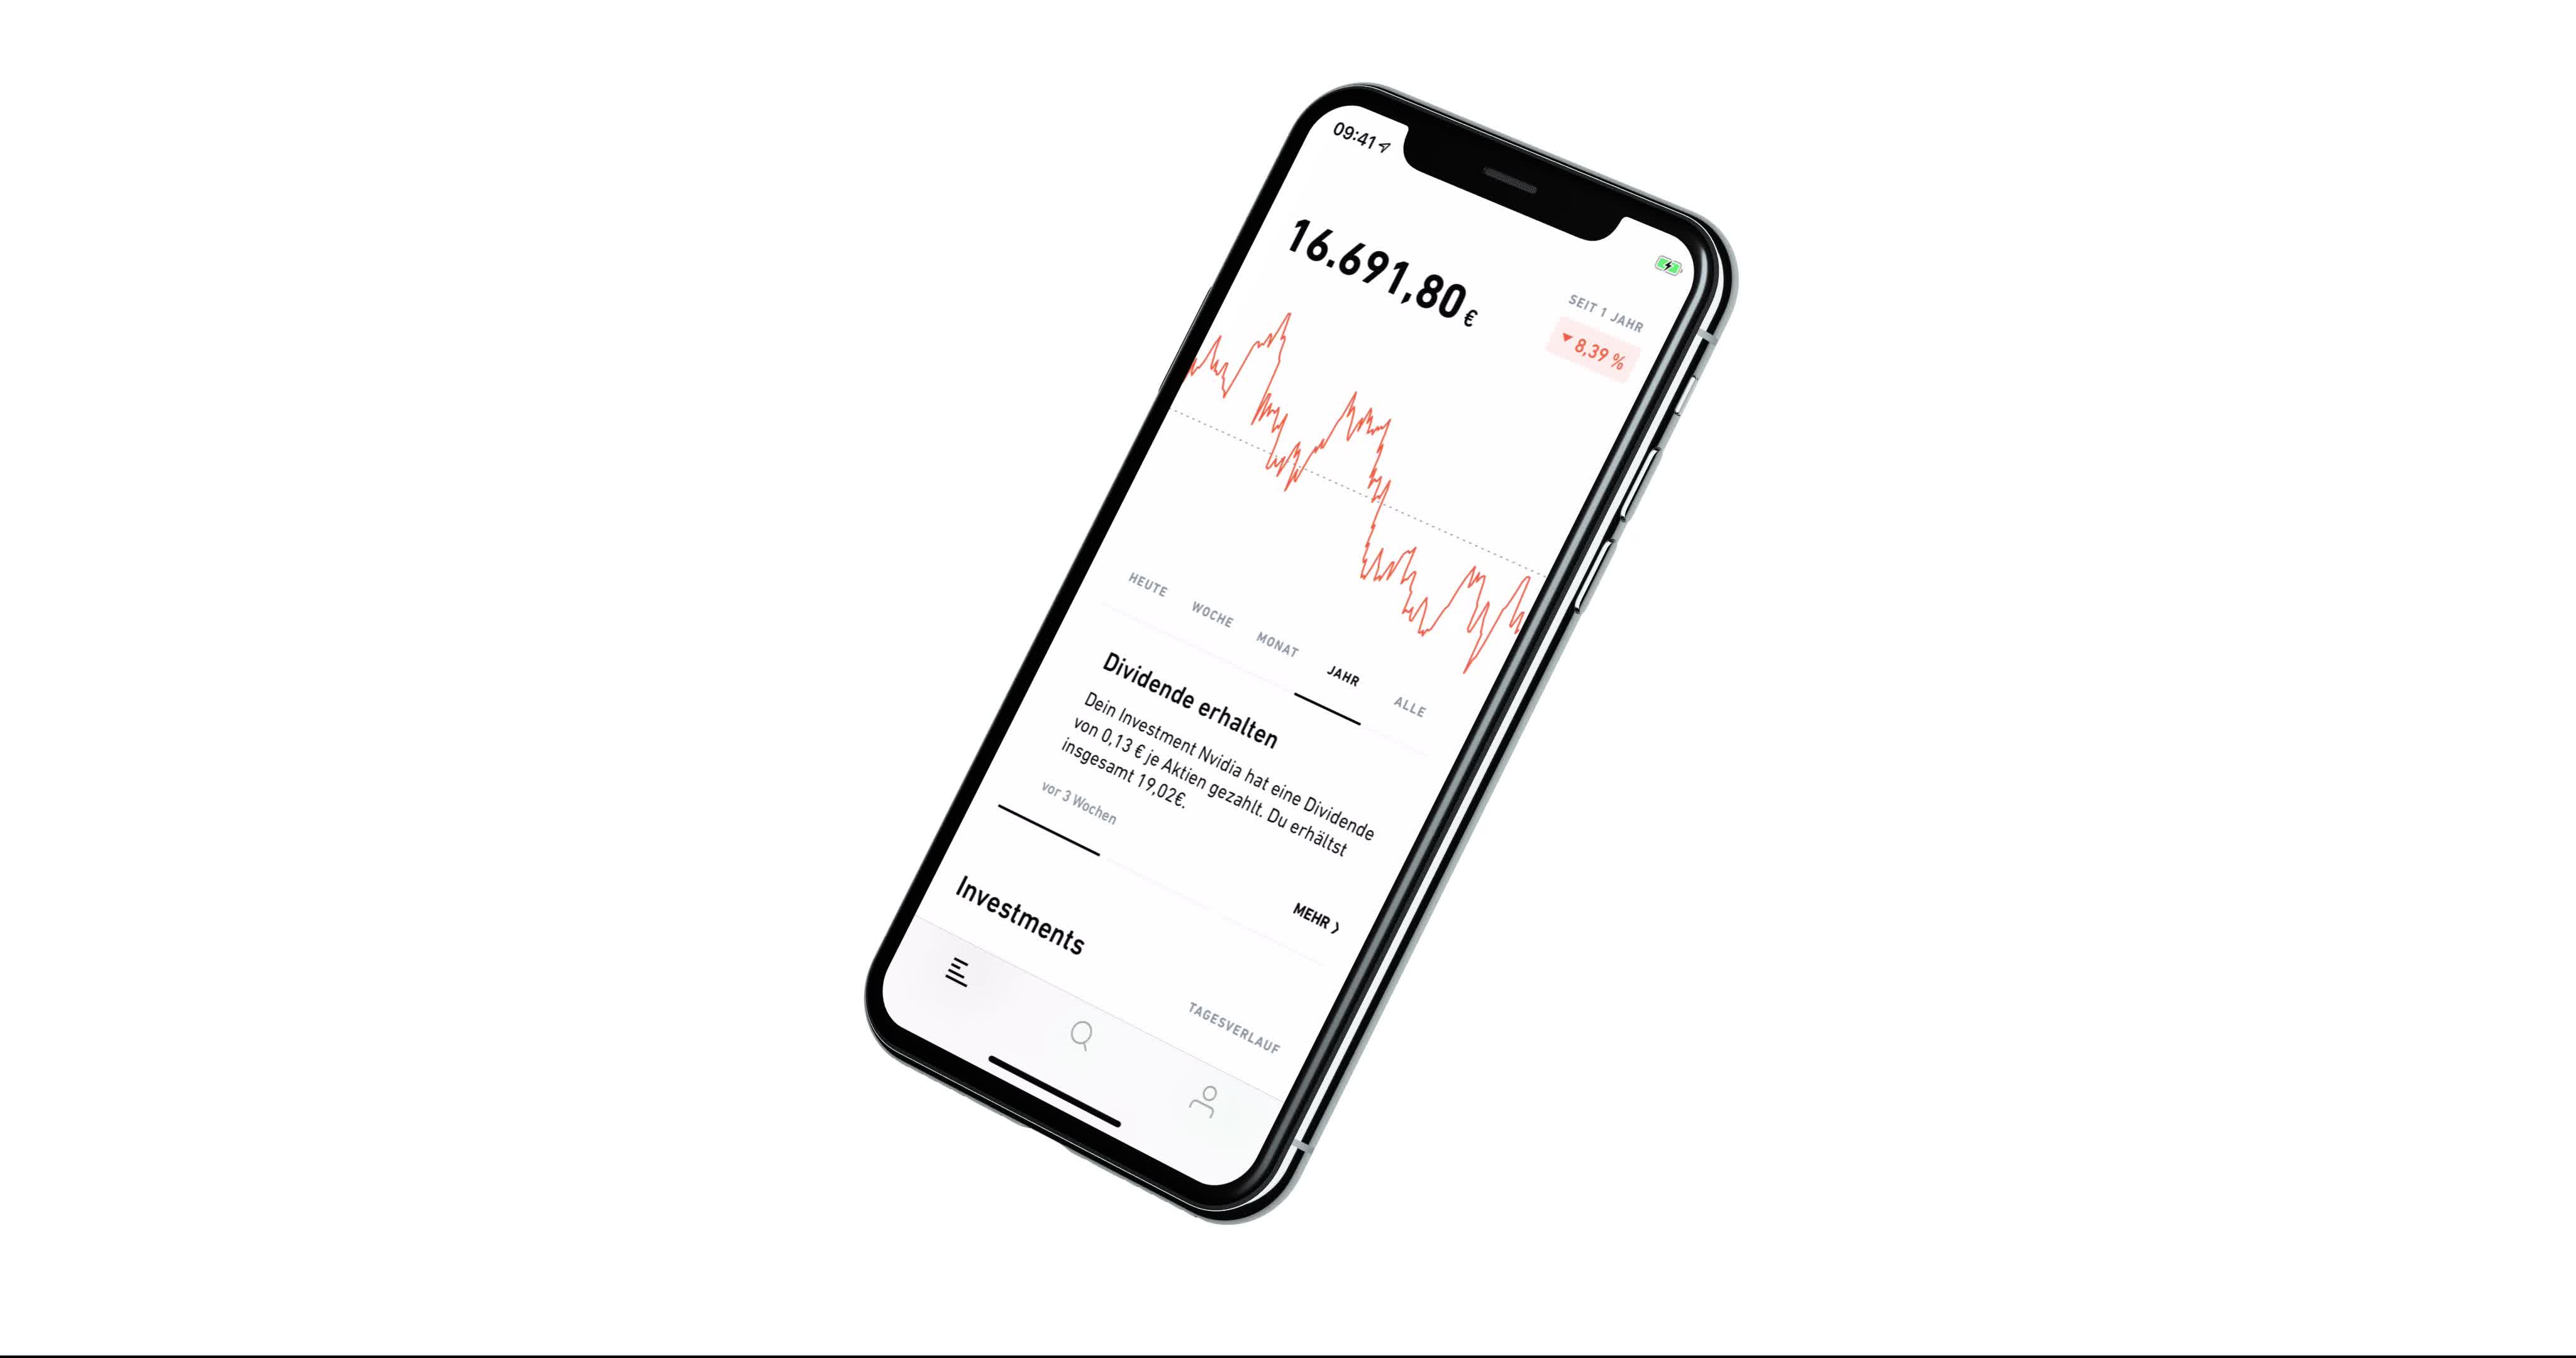 09:41
16.691,80 €
SEIT 1 JAHR
8,39 %
HEUTE WOCHE MONAT JAHR ALLE
Dividende erhalten
Dein Investment Nvidia hat eine Dividende
von 0,13 € je Aktien gezahlt. Du erhältst
insgesamt 19,02€.
vor 3 Wochen
MEHR
Investments
TAGESVERLAUF